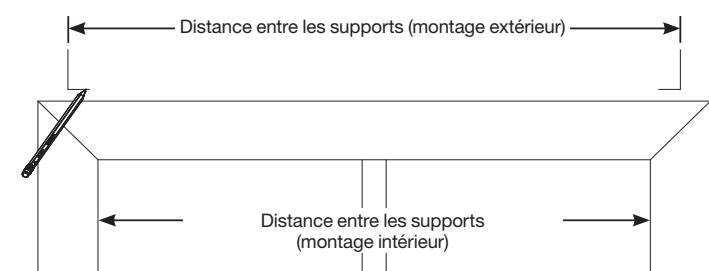 Distance entre les supports (montage extérieur)
Distance entre les supports
(montage intérieur)